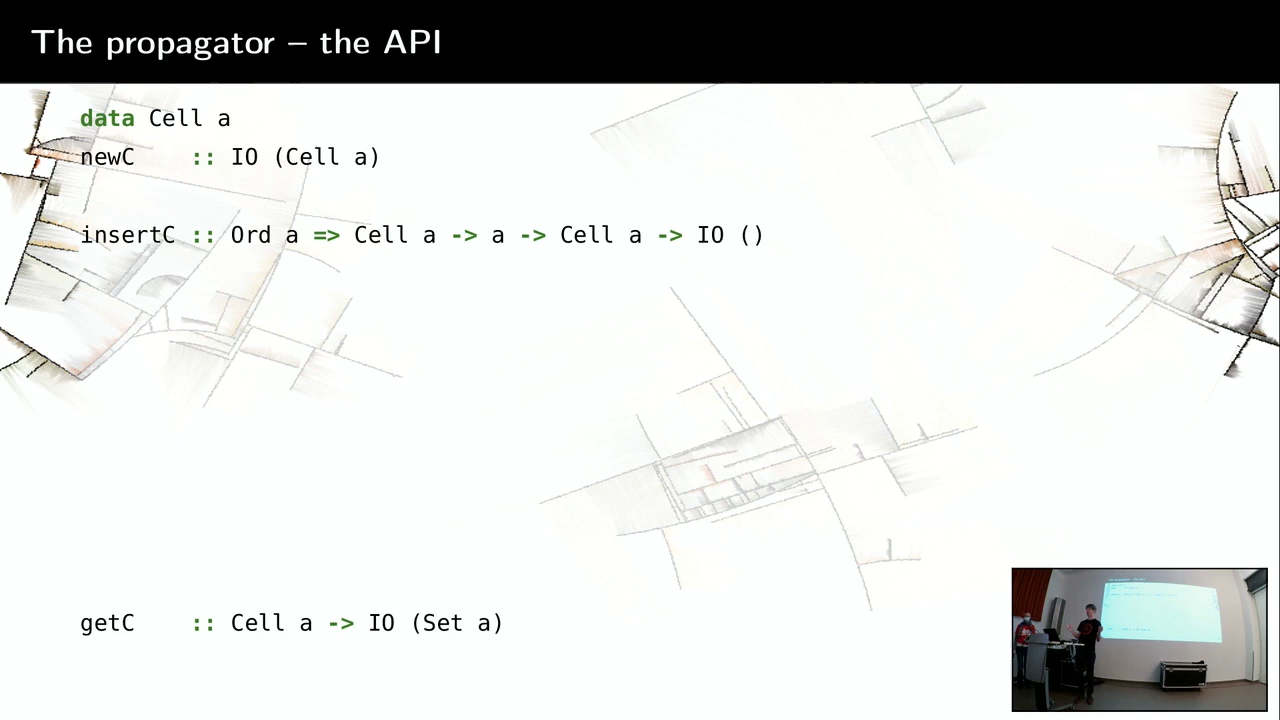 The propagator – the API
data Cell a
newC    :: IO (Cell a)
insertC :: Ord a => Cell a -> a -> Cell a -> IO ()
getC    :: Cell a -> IO (Set a)